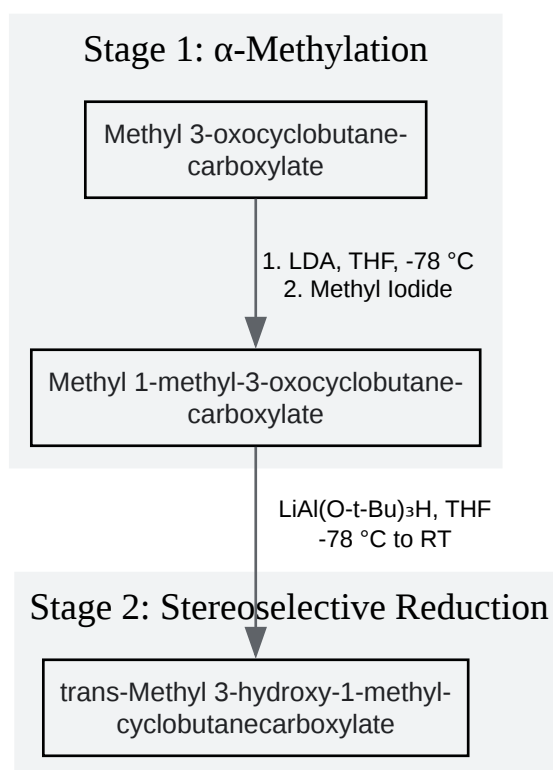 Stage 1: α-Methylation
Methyl 3-oxocyclobutane-
carboxylate
1. LDA, THF, -78 °C
2. Methyl Iodide
Methyl 1-methyl-3-oxocyclobutane-
carboxylate
LiAl(O-t-Bu)₃H, THF
-78 °C to RT
Stage 2: Stereoselective Reduction
trans-Methyl 3-hydroxy-1-methyl-
cyclobutanecarboxylate